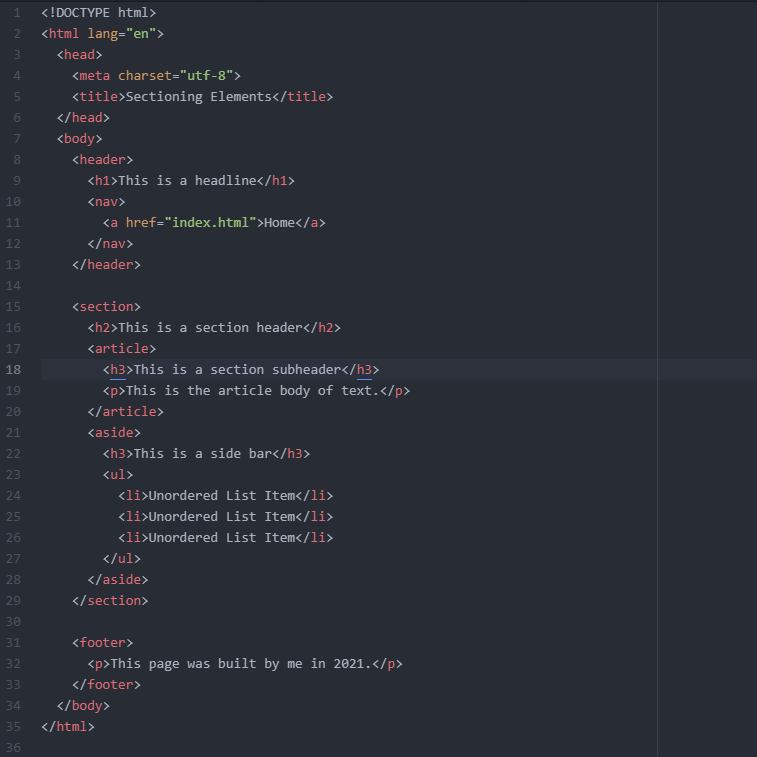 1 <!DOCTYPE html>
2 <html lang="en">
3   <head>
4     <meta charset="utf-8">
5     <title>Sectioning Elements</title>
6   </head>
7   <body>
8     <header>
9       <h1>This is a headline</h1>
10       <nav>
11         <a href="index.html">Home</a>
12       </nav>
13     </header>
14
15     <section>
16       <h2>This is a section header</h2>
17       <article>
18         <h3>This is a section subheader</h3>
19         <p>This is the article body of text.</p>
20       </article>
21       <aside>
22         <h3>This is a side bar</h3>
23         <ul>
24           <li>Unordered List Item</li>
25           <li>Unordered List Item</li>
26           <li>Unordered List Item</li>
27         </ul>
28       </aside>
29     </section>
30
31     <footer>
32       <p>This page was built by me in 2021.</p>
33     </footer>
34   </body>
35 </html>
36